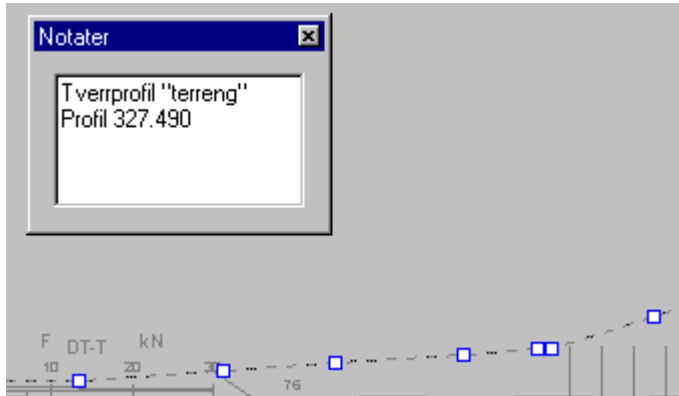 Notater
Tverrprofil "terreng"
Profil 327.490
F DT-T kN
10 20 30
76